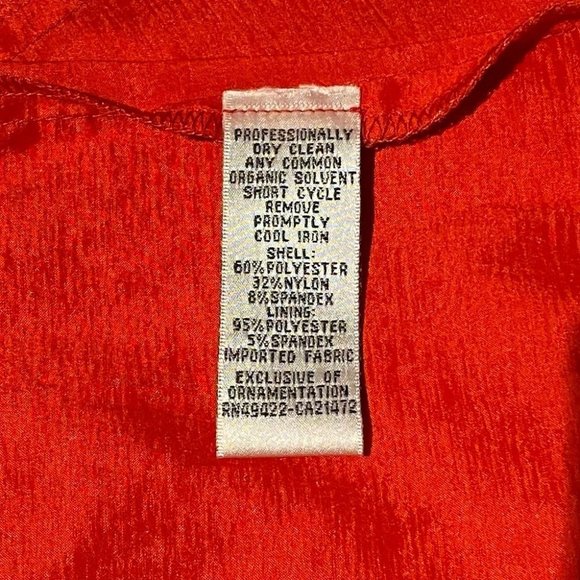 PROFESSIONALLY
DRY CLEAN
ANY COMMON
ORGANIC SOLVENT
SHORT CYCLE
REMOVE
PROMPTLY
COOL IRON
SHELL:
60%POLYESTER
32%NYLON
8%SPANDEX
LINING:
95%POLYESTER
5%SPANDEX
IMPORTED FABRIC
EXCLUSIVE OF
ORNAMENTATION
RN49422-CA21472